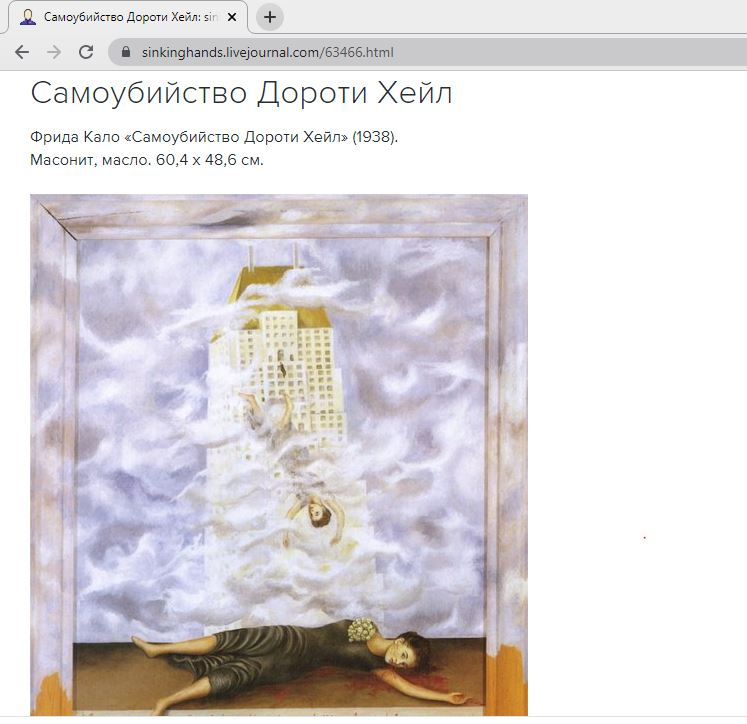 Самоубийство Дороти Хейл: sin
sinkinghands.livejournal.com/63466.html
Самоубийство Дороти Хейл
Фрида Кало «Самоубийство Дороти Хейл» (1938).
Масонит, масло. 60,4 x 48,6 см.